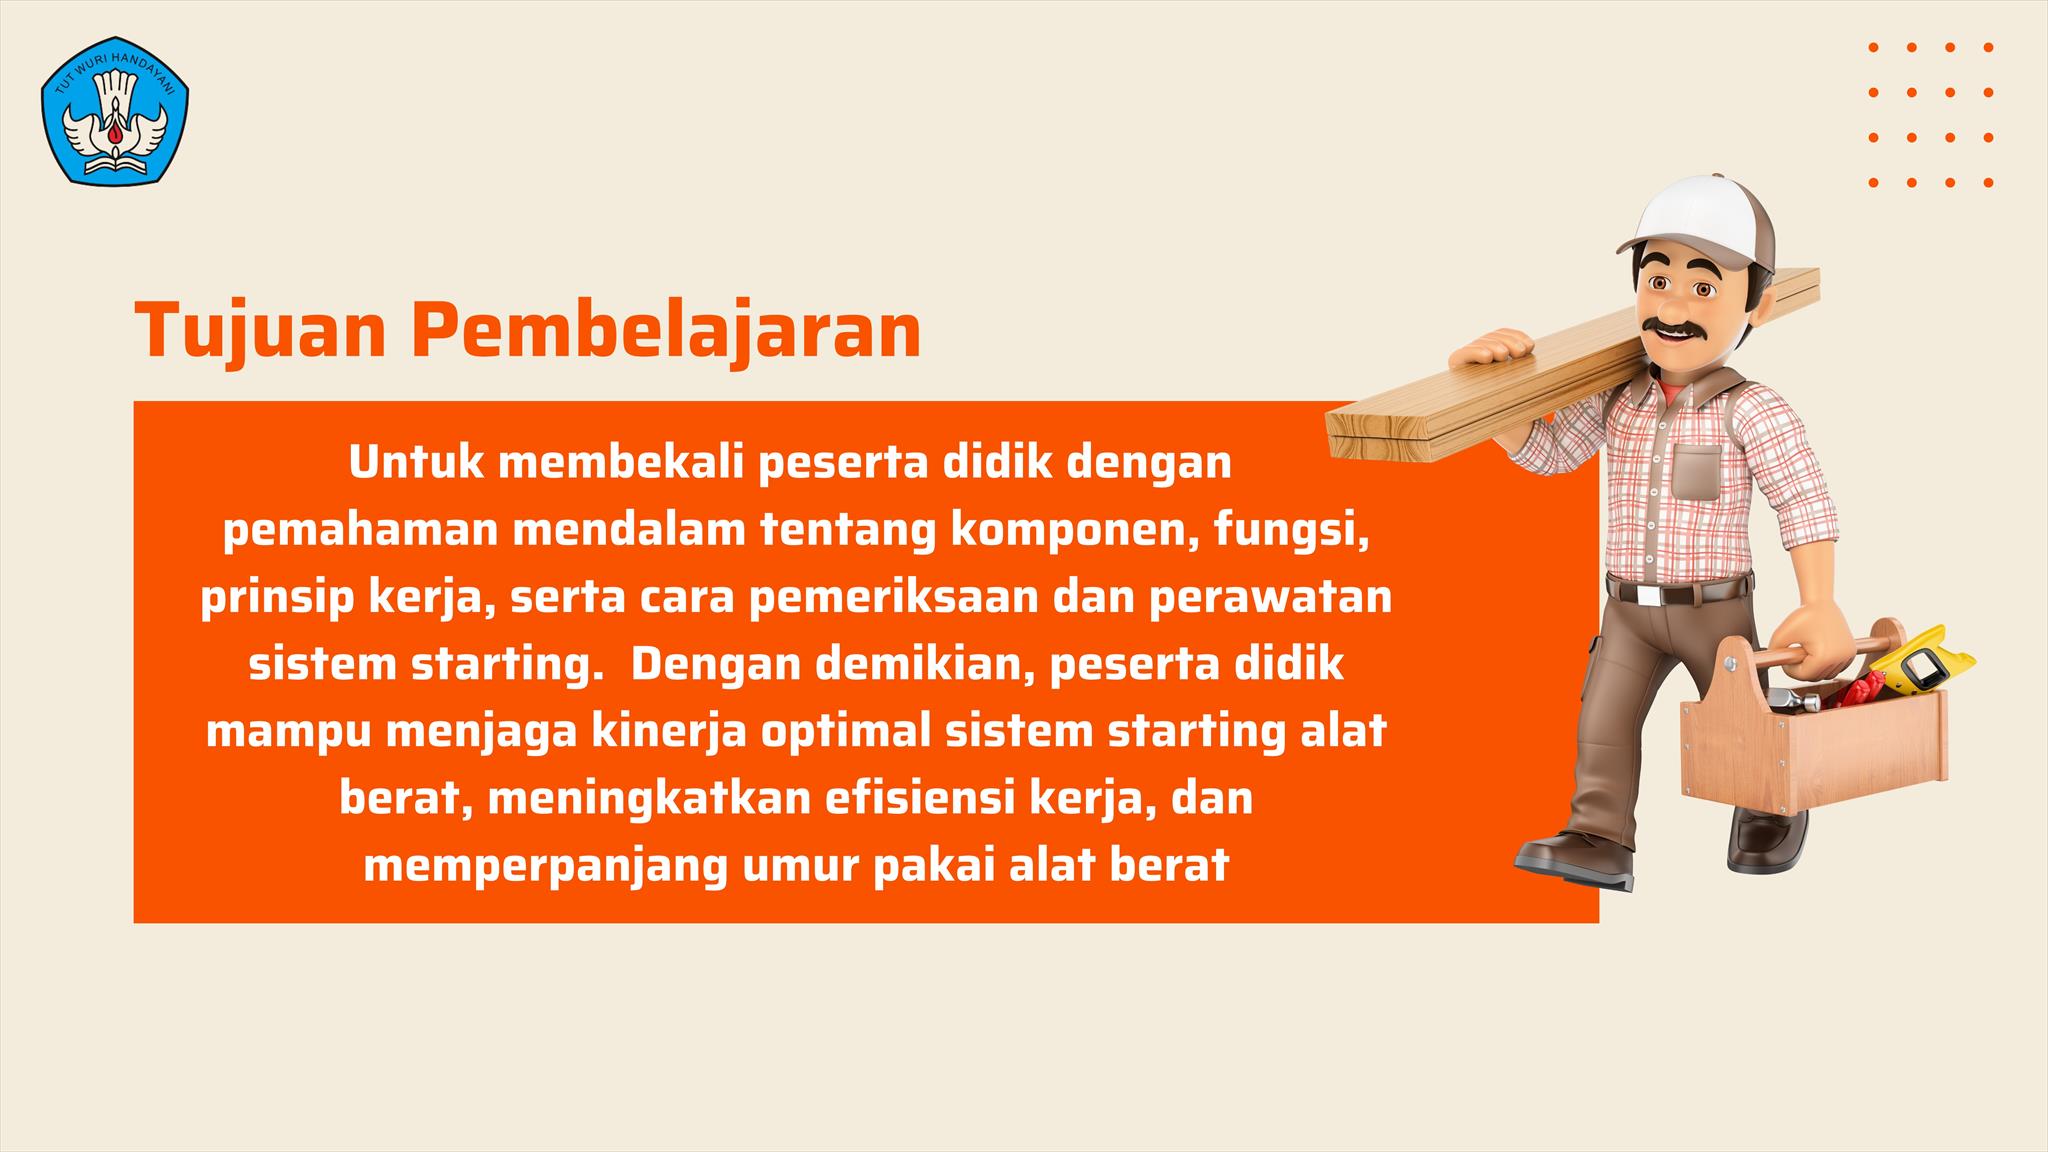 TUT WURI HANDAYANI
Tujuan Pembelajaran
Untuk membekali peserta didik dengan
pemahaman mendalam tentang komponen, fungsi,
prinsip kerja, serta cara pemeriksaan dan perawatan
sistem starting.  Dengan demikian, peserta didik
mampu menjaga kinerja optimal sistem starting alat
berat, meningkatkan efisiensi kerja, dan
memperpanjang umur pakai alat berat